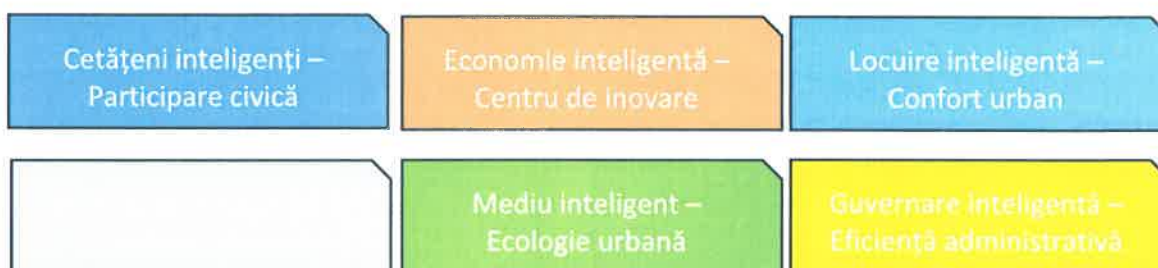 Cetățeni inteligenți –
Participare civică
Economie inteligentă –
Centru de inovare
Locuire inteligentă –
Confort urban
Mediu inteligent –
Ecologie urbană
Guvernare inteligentă –
Eficiență administrativă